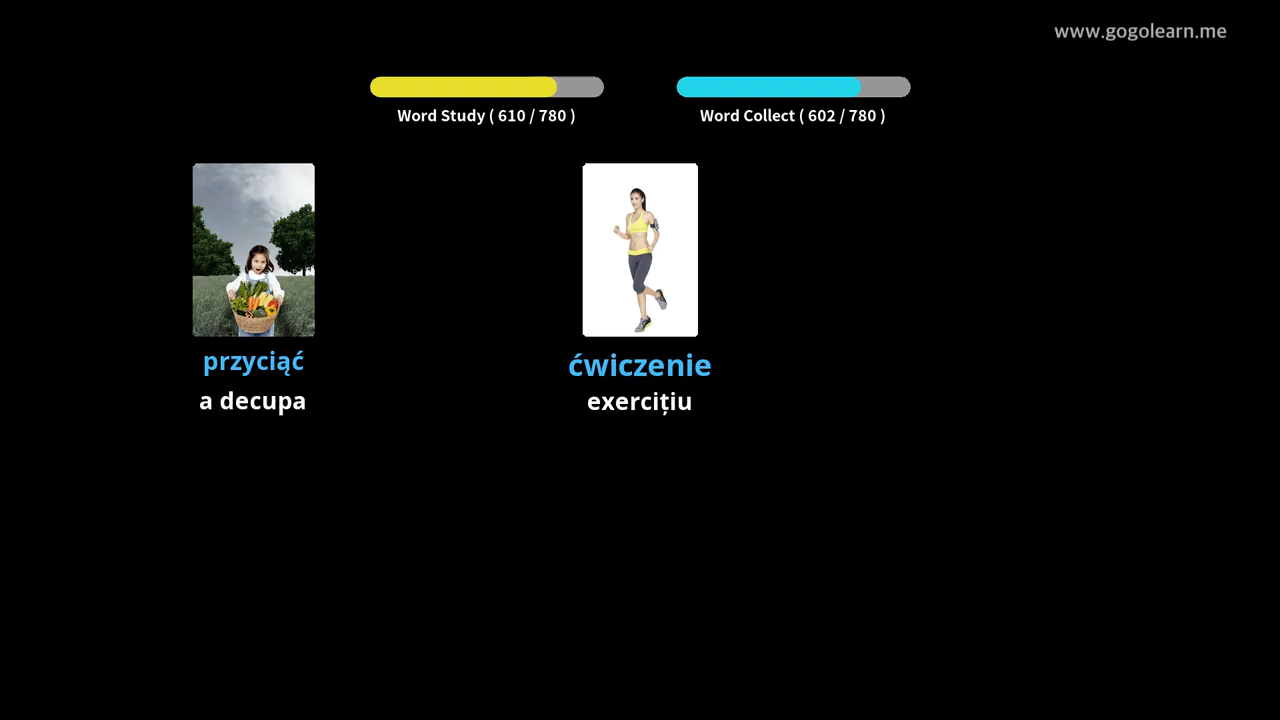 www.gogolearn.me
Word Study ( 610 / 780 )
Word Collect ( 602 / 780 )
przyciąć
a decupa
ćwiczenie
exercițiu